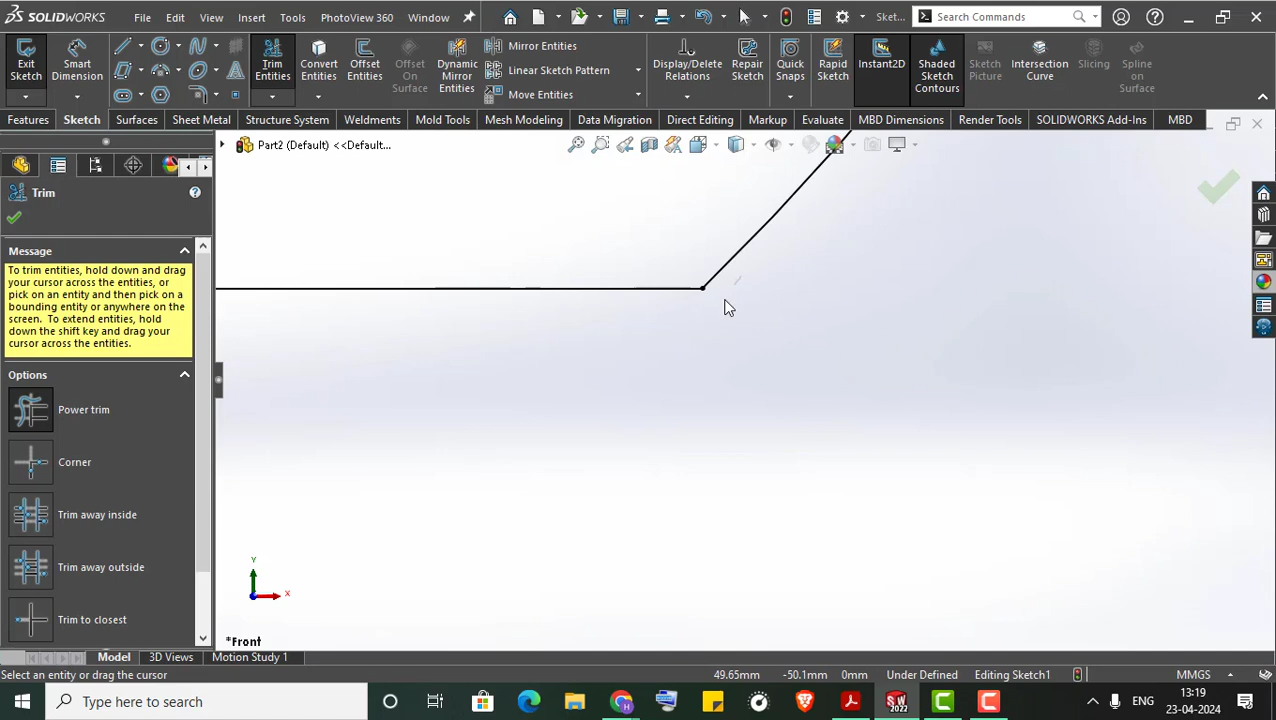 SOLIDWORKS
File
Edit
View
Insert
Tools
PhotoView 360
Window
Sket...
Search Commands
Exit Sketch
Smart Dimension
Trim Entities
Convert Entities
Offset Entities
Offset On Surface
Dynamic Mirror Entities
Mirror Entities
Linear Sketch Pattern
Move Entities
Display/Delete Relations
Repair Sketch
Quick Snaps
Rapid Sketch
Instant2D
Shaded Sketch Contours
Sketch Picture
Intersection Curve
Slicing
Spline on Surface
Features
Sketch
Surfaces
Sheet Metal
Structure System
Weldments
Mold Tools
Mesh Modeling
Data Migration
Direct Editing
Markup
Evaluate
MBD Dimensions
Render Tools
SOLIDWORKS Add-Ins
MBD
Part2 (Default) <<Default...
Trim
Message
To trim entities, hold down and drag
your cursor across the entities, or
pick on an entity and then pick on a
bounding entity or anywhere on the
screen. To extend entities, hold
down the shift key and drag your
cursor across the entities.
Options
Power trim
Corner
Trim away inside
Trim away outside
Trim to closest
Y
X
*Front
Model
3D Views
Motion Study 1
Select an entity or drag the cursor
49.65mm
-50.1mm
0mm
Under Defined
Editing Sketch1
MMGS
Type here to search
SW
2022
ENG
13:19
23-04-2024